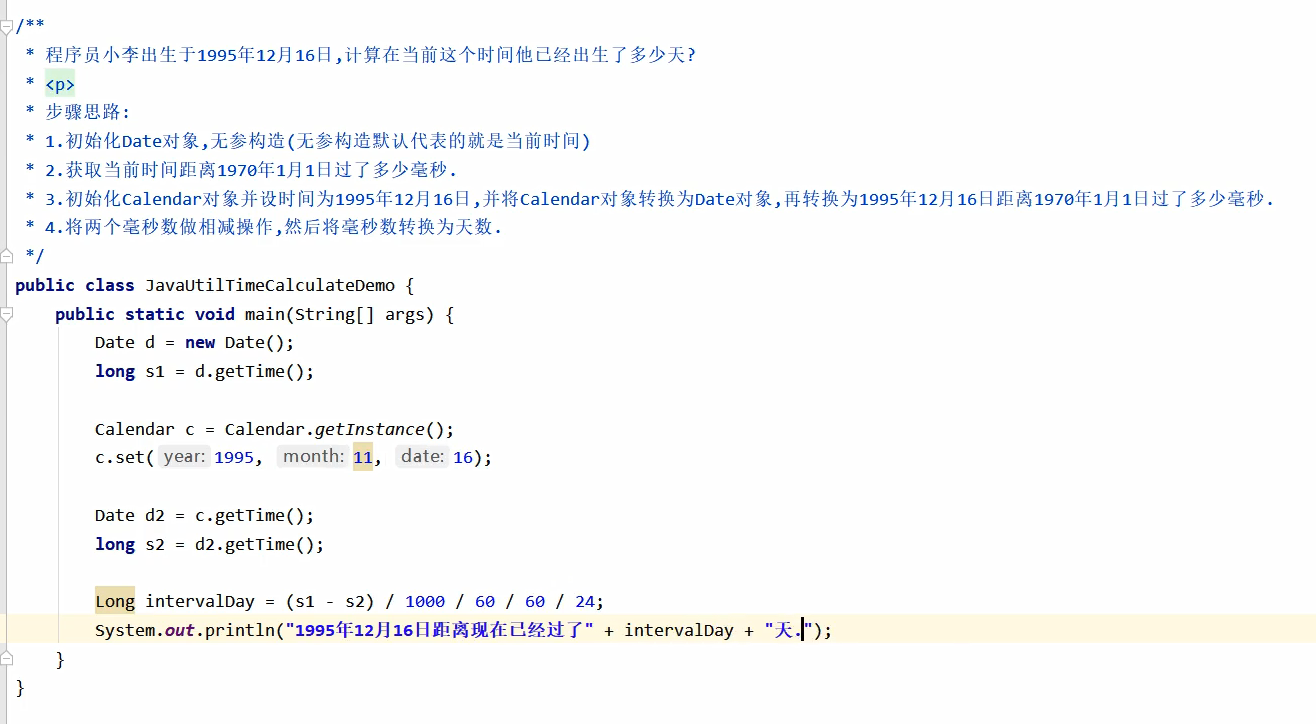 /**
 * 程序员小李出生于1995年12月16日,计算在当前这个时间他已经出生了多少天?
 * <p>
 * 步骤思路:
 * 1.初始化Date对象,无参构造(无参构造默认代表的就是当前时间)
 * 2.获取当前时间距离1970年1月1日过了多少毫秒.
 * 3.初始化Calendar对象并设时间为1995年12月16日,并将Calendar对象转换为Date对象,再转换为1995年12月16日距离1970年1月1日过了多少毫秒.
 * 4.将两个毫秒数做相减操作,然后将毫秒数转换为天数.
 */
public class JavaUtilTimeCalculateDemo {
    public static void main(String[] args) {
        Date d = new Date();
        long s1 = d.getTime();
        Calendar c = Calendar.getInstance();
        c.set( year: 1995, month: 11, date: 16);
        Date d2 = c.getTime();
        long s2 = d2.getTime();
        Long intervalDay = (s1 - s2) / 1000 / 60 / 60 / 24;
        System.out.println("1995年12月16日距离现在已经过了" + intervalDay + "天.");
    }
}